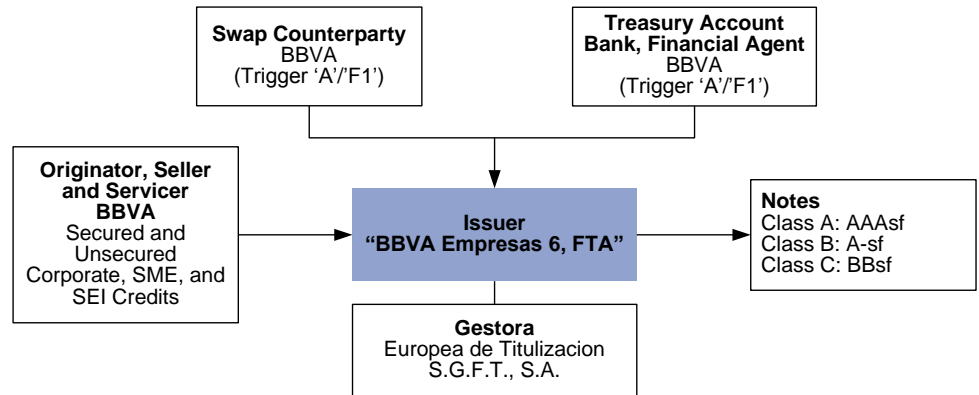 Swap Counterparty
BBVA
(Trigger ‘A’/’F1’)
Treasury Account
Bank, Financial Agent
BBVA
(Trigger ‘A’/’F1’)
Originator, Seller
and Servicer
BBVA
Secured and
Unsecured
Corporate, SME, and
SEI Credits
Issuer
“BBVA Empresas 6, FTA”
Notes
Class A: AAAsf
Class B: A-sf
Class C: BBsf
Gestora
Europea de Titulizacion
S.G.F.T., S.A.